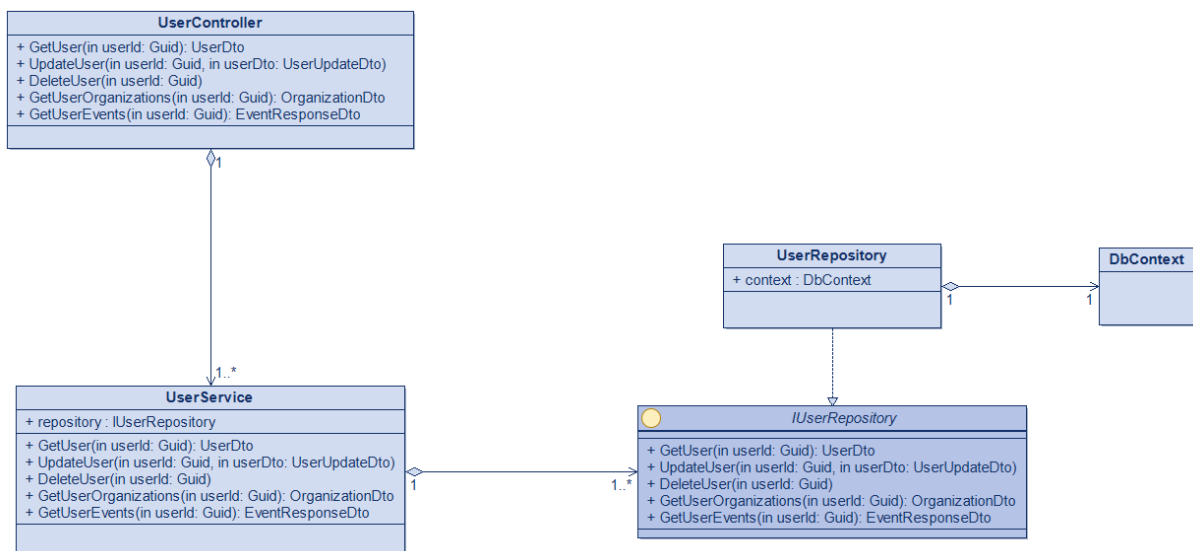 UserController
+ GetUser(in userId: Guid): UserDto
+ UpdateUser(in userId: Guid, in userDto: UserUpdateDto)
+ DeleteUser(in userId: Guid)
+ GetUserOrganizations(in userId: Guid): OrganizationDto
+ GetUserEvents(in userId: Guid): EventResponseDto
1
1..*
UserService
+ repository : IUserRepository
+ GetUser(in userId: Guid): UserDto
+ UpdateUser(in userId: Guid, in userDto: UserUpdateDto)
+ DeleteUser(in userId: Guid)
+ GetUserOrganizations(in userId: Guid): OrganizationDto
+ GetUserEvents(in userId: Guid): EventResponseDto
1
1..*
UserRepository
+ context : DbContext
1
1
DbContext
IUserRepository
+ GetUser(in userId: Guid): UserDto
+ UpdateUser(in userId: Guid, in userDto: UserUpdateDto)
+ DeleteUser(in userId: Guid)
+ GetUserOrganizations(in userId: Guid): OrganizationDto
+ GetUserEvents(in userId: Guid): EventResponseDto